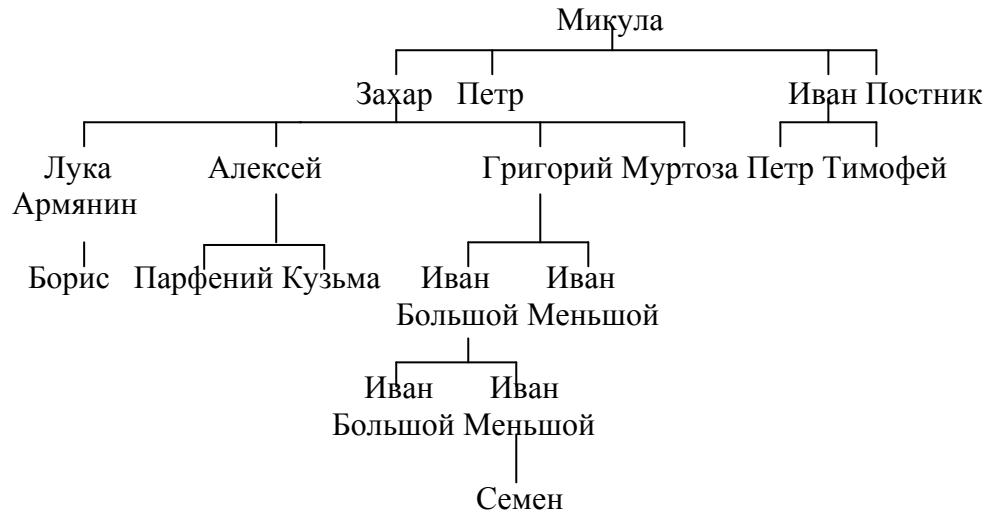 Микула
Захар Петр Иван Постник
Лука Алексей Григорий Муртоза Петр Тимофей
Армянин
Борис Парфений Кузьма Иван Иван
Большой Меньшой
Иван Иван
Большой Меньшой
Семен